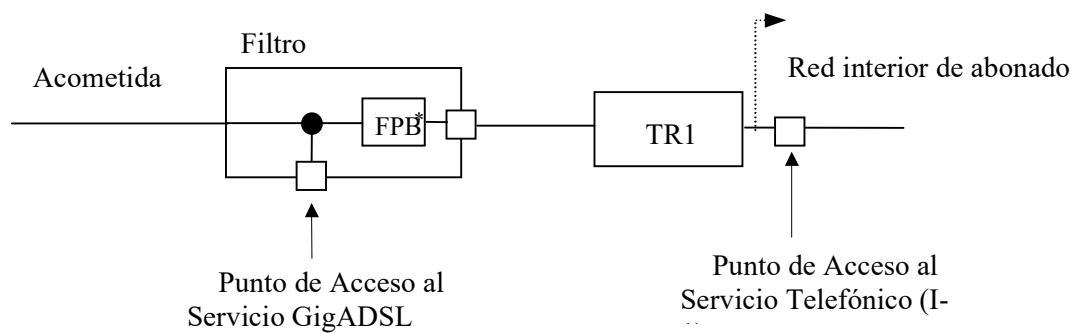 Filtro
Acometida
Red interior de abonado
FPB*
TR1
Punto de Acceso al
Servicio GigADSL
Punto de Acceso al
Servicio Telefónico (I-